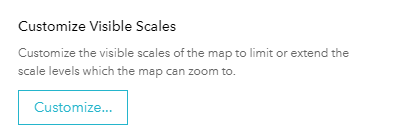 Customize Visible Scales
Customize the visible scales of the map to limit or extend the
scale levels which the map can zoom to.
Customize...